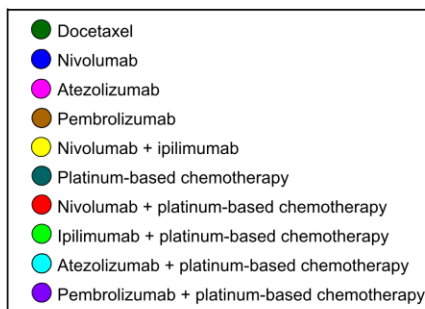 Docetaxel
Nivolumab
Atezolizumab
Pembrolizumab
Nivolumab + ipilimumab
Platinum-based chemotherapy
Nivolumab + platinum-based chemotherapy
Ipilimumab + platinum-based chemotherapy
Atezolizumab + platinum-based chemotherapy
Pembrolizumab + platinum-based chemotherapy